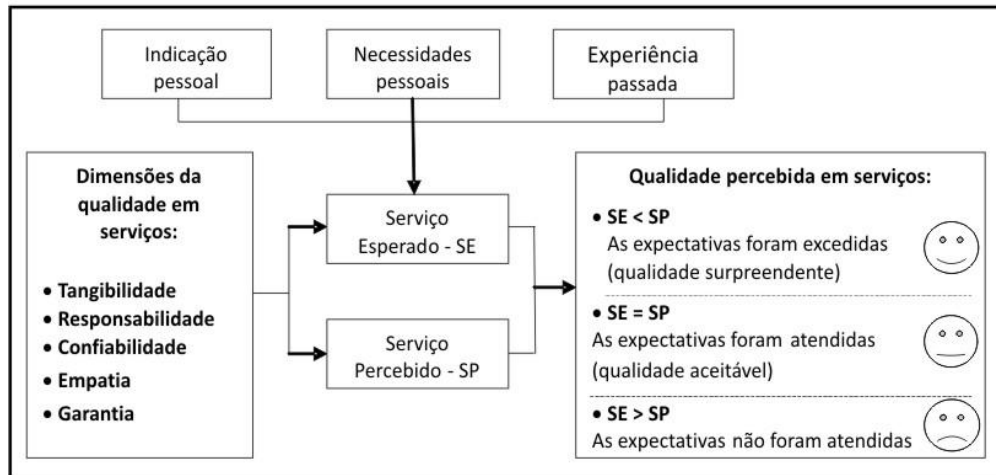 Indicação
pessoal
Necessidades
pessoais
Experiência
passada
Dimensões da
qualidade em
serviços:
• Tangibilidade
• Responsabilidade
• Confiabilidade
• Empatia
• Garantia
Serviço
Esperado - SE
Serviço
Percebido - SP
Qualidade percebida em serviços:
• SE < SP
As expectativas foram excedidas
(qualidade surpreendente)
• SE = SP
As expectativas foram atendidas
(qualidade aceitável)
• SE > SP
As expectativas não foram atendidas